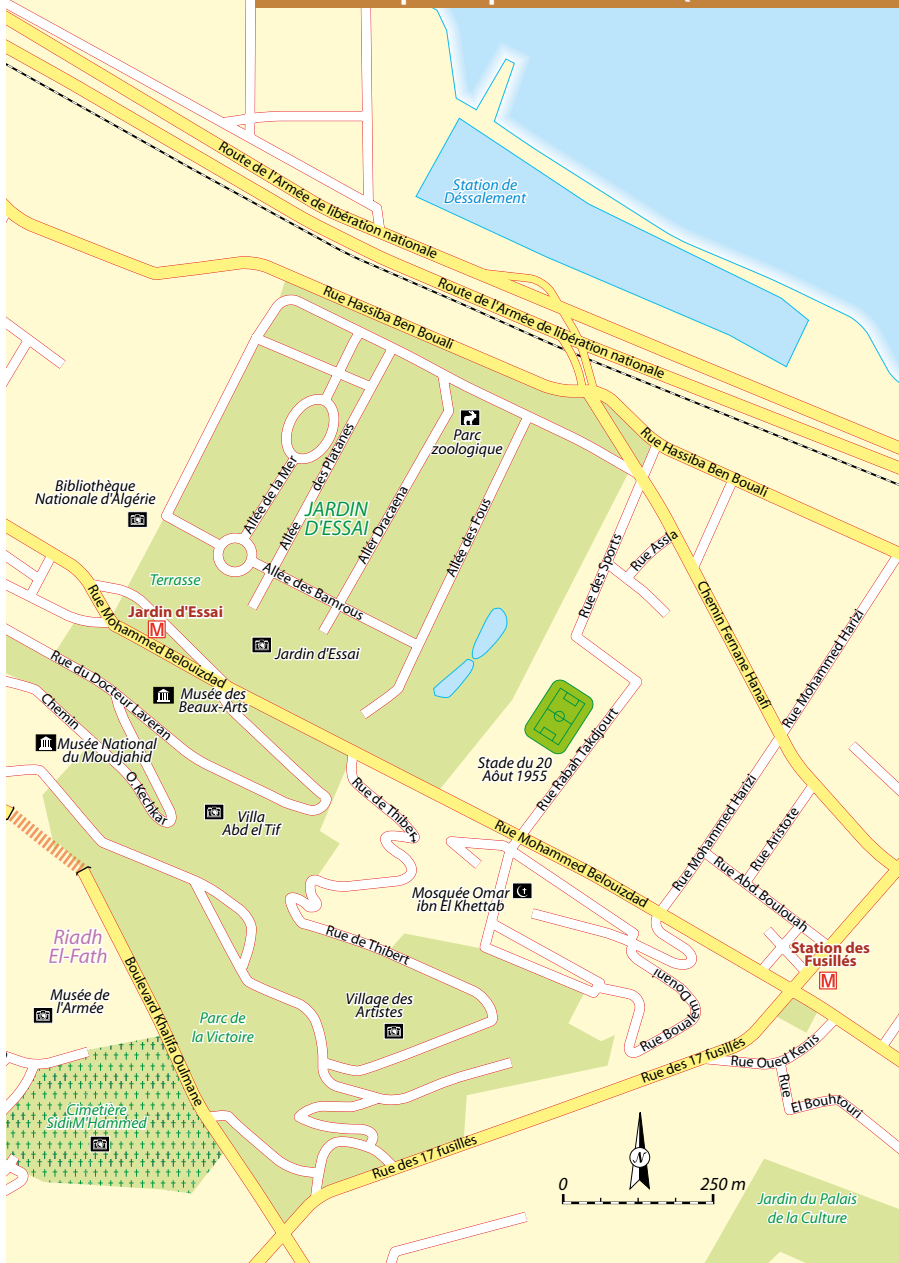 Route de l'Armée de libération nationale
Station de
Déssalement
Route de l'Armée de libération nationale
Rue Hassiba Ben Bouali
Parc
zoologique
Rue Hassiba Ben Bouali
Allée de la Mer
Allée
des Platanes
JARDIN
D'ESSAI
Allér Dracaena
Allée des Fous
Bibliothèque
Nationale d'Algérie
Rue des Sports
Rue Assla
Terrasse
Allée des Bamrous
Jardin d'Essai
M
Rue Mohammed Belouizdad
Jardin d'Essai
Chemin Fernane Hanafi
Rue Mohammed Harizi
Rue du Docteur Laveran
Musée des
Beaux-Arts
Chemin
O. Kechkar
Musée National
du Moudjahid
Stade du 20
Aôut 1955
Rue Rabah Takdjourt
Villa
Abd el Tif
Rue de Thibert
Rue Mohammed Belouizdad
Rue Mohammed Harizi
Rue Aristote
Rue Abd. Boulouah
Mosquée Omar
ibn El Khettab
Riadh
El-Fath
Rue de Thibert
Station des
Fusillés
M
Boulevard Khalifa Oulmane
Musée de
l'Armée
Parc de
la Victoire
Village des
Artistes
Rue Boualem Douani
Rue des 17 fusillés
Rue Oued Kenis
Rue
El Bouhtouri
Cimetière
SidiM'Hammed
Rue des 17 fusillés
N
0
250 m
Jardin du Palais
de la Culture